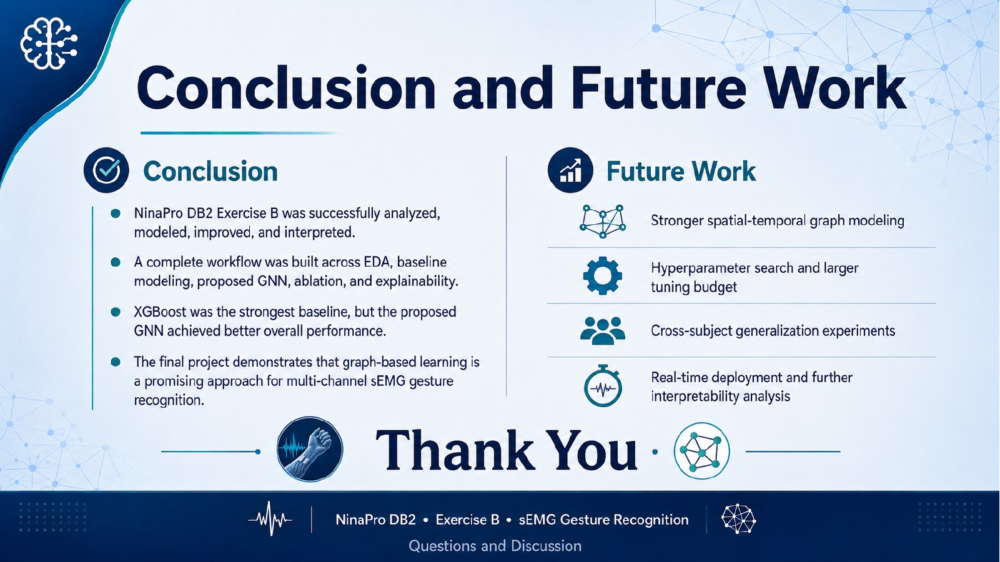 Conclusion and Future Work
Conclusion
NinaPro DB2 Exercise B was successfully analyzed,
modeled, improved, and interpreted.
A complete workflow was built across EDA, baseline
modeling, proposed GNN, ablation, and explainability.
XGBoost was the strongest baseline, but the proposed
GNN achieved better overall performance.
The final project demonstrates that graph-based learning is
a promising approach for multi-channel sEMG gesture
recognition.
Future Work
Stronger spatial-temporal graph modeling
Hyperparameter search and larger
tuning budget
Cross-subject generalization experiments
Real-time deployment and further
interpretability analysis
Thank You
NinaPro DB2 • Exercise B • sEMG Gesture Recognition
Questions and Discussion